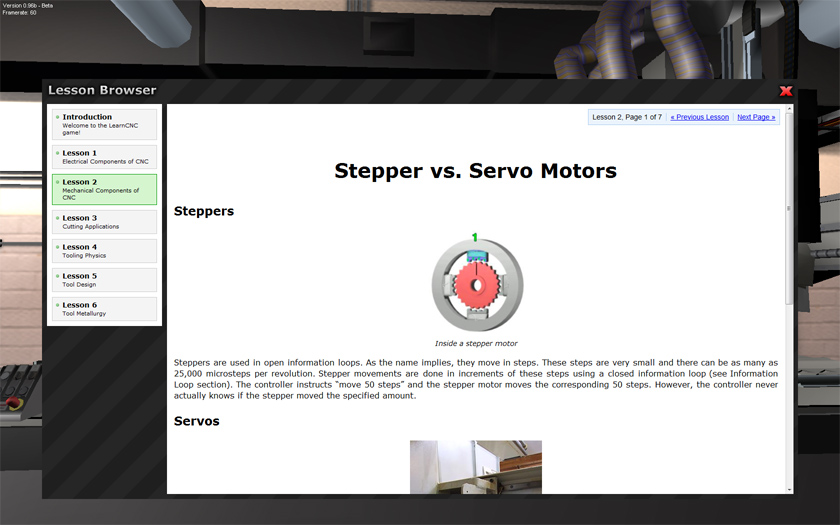 Version 0.96b - Beta
Framerate: 60
Lesson Browser
Introduction
Welcome to the LearnCNC
game!
Lesson 1
Electrical Components of CNC
Lesson 2
Mechanical Components of
CNC
Lesson 3
Cutting Applications
Lesson 4
Tooling Physics
Lesson 5
Tool Design
Lesson 6
Tool Metallurgy
Lesson 2, Page 1 of 7 « Previous Lesson Next Page »
Stepper vs. Servo Motors
Steppers
1
Inside a stepper motor
Steppers are used in open information loops. As the name implies, they move in steps. These steps are very small and there can be as many as
25,000 microsteps per revolution. Stepper movements are done in increments of these steps using a closed information loop (see Information
Loop section). The controller instructs "move 50 steps" and the stepper motor moves the corresponding 50 steps. However, the controller never
actually knows if the stepper moved the specified amount.
Servos